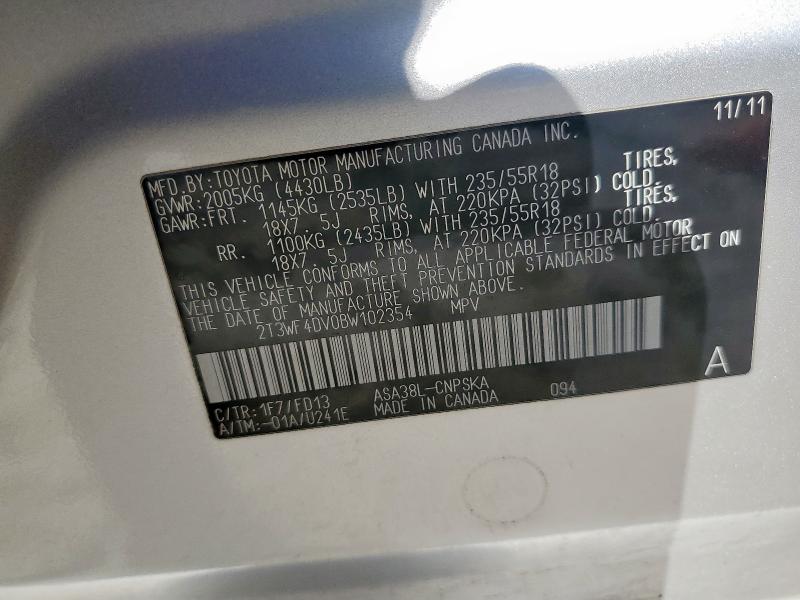 11/11
MFD.BY: TOYOTA MOTOR MANUFACTURING CANADA INC.
GVWR: 2005KG (4430LB)
GAWR: FRT. 1145KG (2535LB) WITH 235/55R18 TIRES,
18X7.5J RIMS, AT 220KPA (32PSI) COLD.
RR. 1100KG (2435LB) WITH 235/55R18 TIRES,
18X7.5J RIMS, AT 220KPA (32PSI) COLD.
THIS VEHICLE CONFORMS TO ALL APPLICABLE FEDERAL MOTOR
VEHICLE SAFETY AND THEFT PREVENTION STANDARDS IN EFFECT ON
THE DATE OF MANUFACTURE SHOWN ABOVE.
2T3WF4DV0BW102354 MPV
A
C/TR: 1F7/FD13 ASA38L-CNPSKA 094
A/TM:-01A/U241E MADE IN CANADA